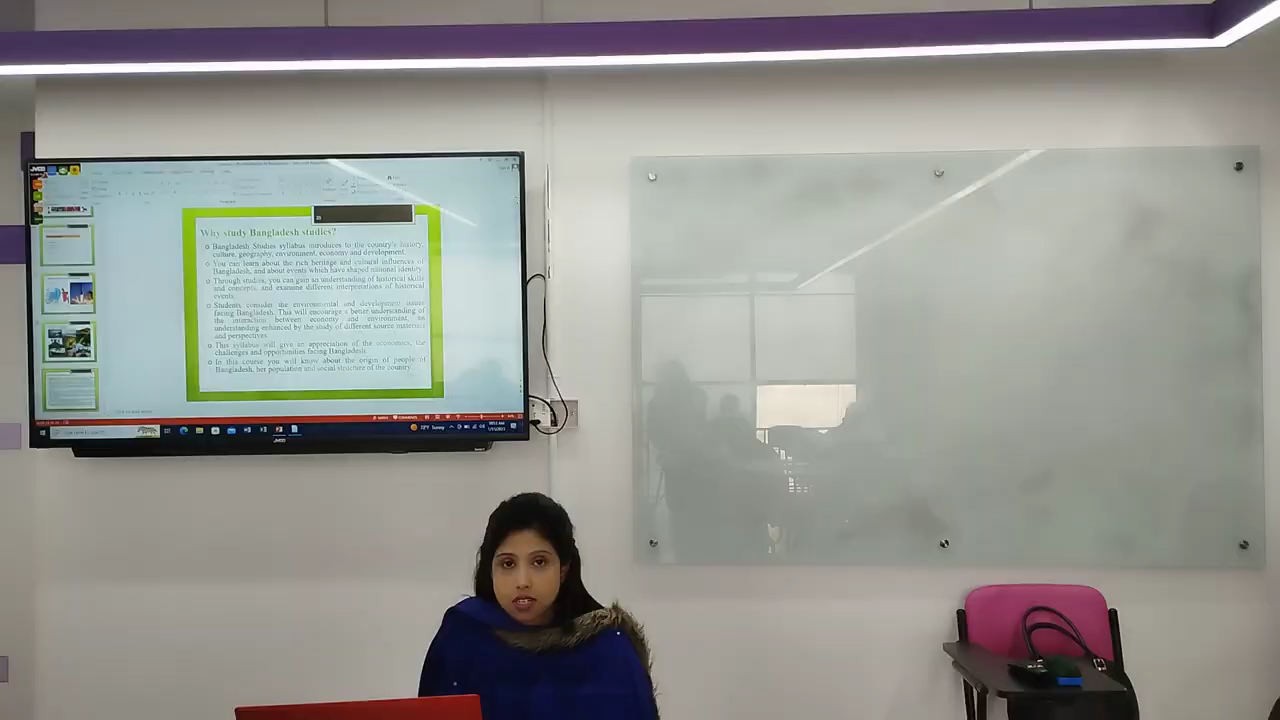 JVCO
Why study Bangladesh studies?
Bangladesh Studies syllabus introduces to the country's history,
culture, geography, environment, economy and development.
You can learn about the rich heritage and cultural influences of
Bangladesh, and about events which have shaped national identity
Through studies, you can gain an understanding of historical skills
and concepts, and examine different interpretations of historical
events.
Students consider the environmental and development issues
facing Bangladesh. This will encourage a better understanding of
the interaction between economy and environment, an
understanding enhanced by the study of different source materials
and perspectives
This syllabus will give an appreciation of the economics, the
challenges and opportunities facing Bangladesh.
In this course you will know about the origin of people of
Bangladesh, her population and social structure of the country.
72°F Sunny
JVCO